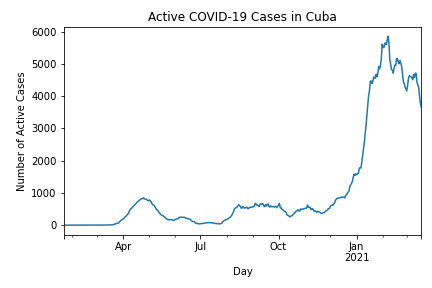 Active COVID-19 Cases in Cuba
6000
5000
4000
3000
2000
1000
0
Number of Active Cases
Apr
Jul
Oct
Jan
2021
Day